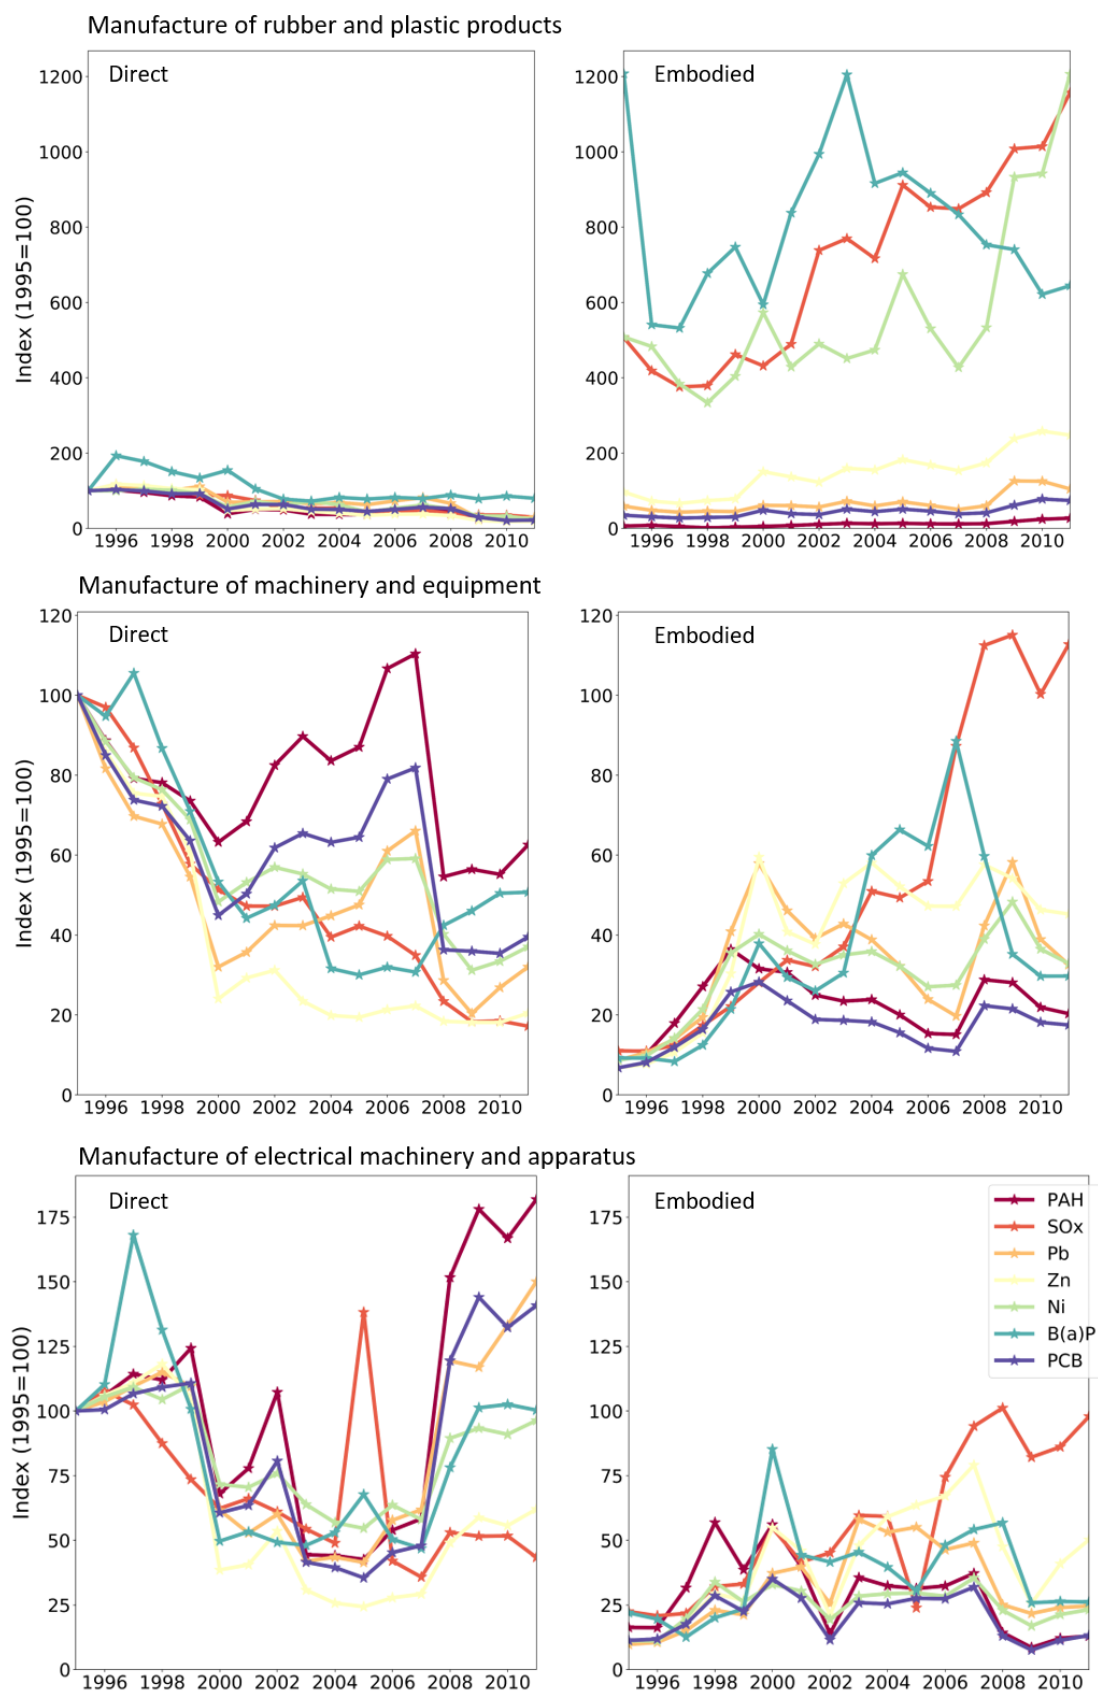 Manufacture of rubber and plastic products
Direct
Embodied
Index (1995=100)
1200
1000
800
600
400
200
0
1996 1998 2000 2002 2004 2006 2008 2010
1200
1000
800
600
400
200
0
1996 1998 2000 2002 2004 2006 2008 2010
Manufacture of machinery and equipment
Direct
Embodied
Index (1995=100)
120
100
80
60
40
20
0
1996 1998 2000 2002 2004 2006 2008 2010
120
100
80
60
40
20
0
1996 1998 2000 2002 2004 2006 2008 2010
Manufacture of electrical machinery and apparatus
Direct
Embodied
Index (1995=100)
175
150
125
100
75
50
25
0
1996 1998 2000 2002 2004 2006 2008 2010
175
150
125
100
75
50
25
0
1996 1998 2000 2002 2004 2006 2008 2010
PAH
SOx
Pb
Zn
Ni
B(a)P
PCB